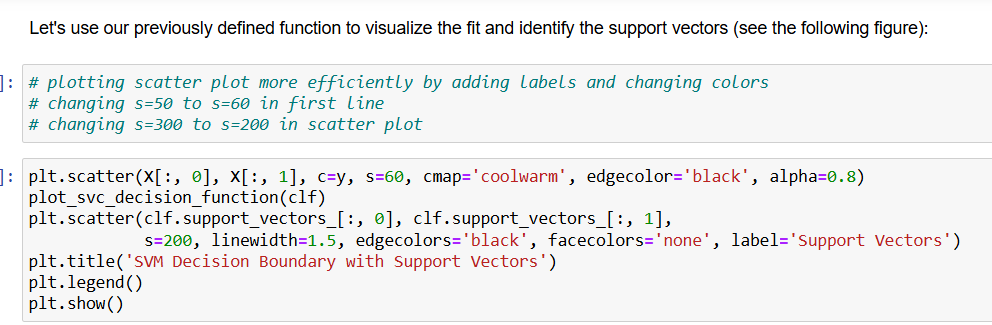 Let's use our previously defined function to visualize the fit and identify the support vectors (see the following figure):
]: # plotting scatter plot more efficiently by adding labels and changing colors
# changing s=50 to s=60 in first line
# changing s=300 to s=200 in scatter plot
]: plt.scatter(X[:, 0], X[:, 1], c=y, s=60, cmap='coolwarm', edgecolor='black', alpha=0.8)
plot_svc_decision_function(clf)
plt.scatter(clf.support_vectors_[:, 0], clf.support_vectors_[:, 1],
            s=200, linewidth=1.5, edgecolors='black', facecolors='none', label='Support Vectors')
plt.title('SVM Decision Boundary with Support Vectors')
plt.legend()
plt.show()